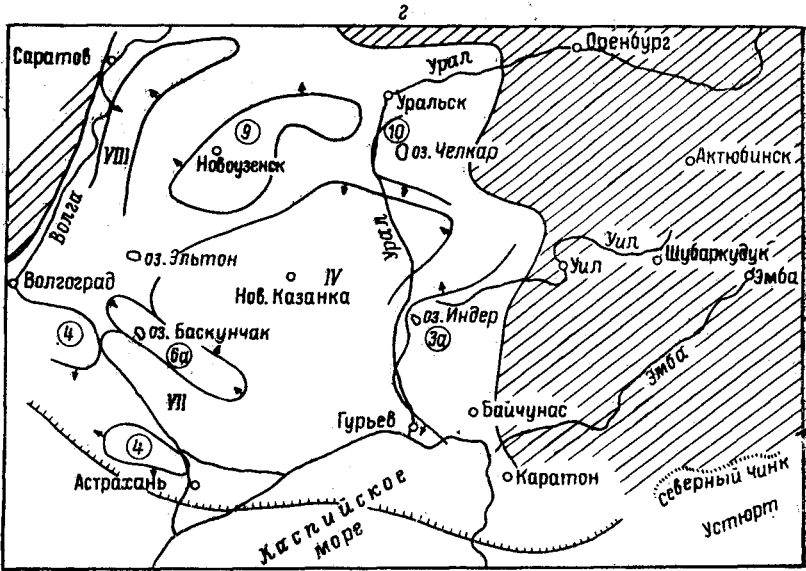 г
Саратов
Урал
Оренбург
Уральск
9
10
Новоузенск
оз. Челкар
Актюбинск
VIII
Волга
Урал
Уил
оз. Эльтон
Шубаркудук
Волгоград
IV
Уил
Эмба
Нов. Казанка
4
оз. Баскунчак
оз. Индер
6а
3а
Эмба
VII
Байчунас
Гурьев
4
Астрахань
Каратон
Северный чинк
Каспийское
море
Устюрт